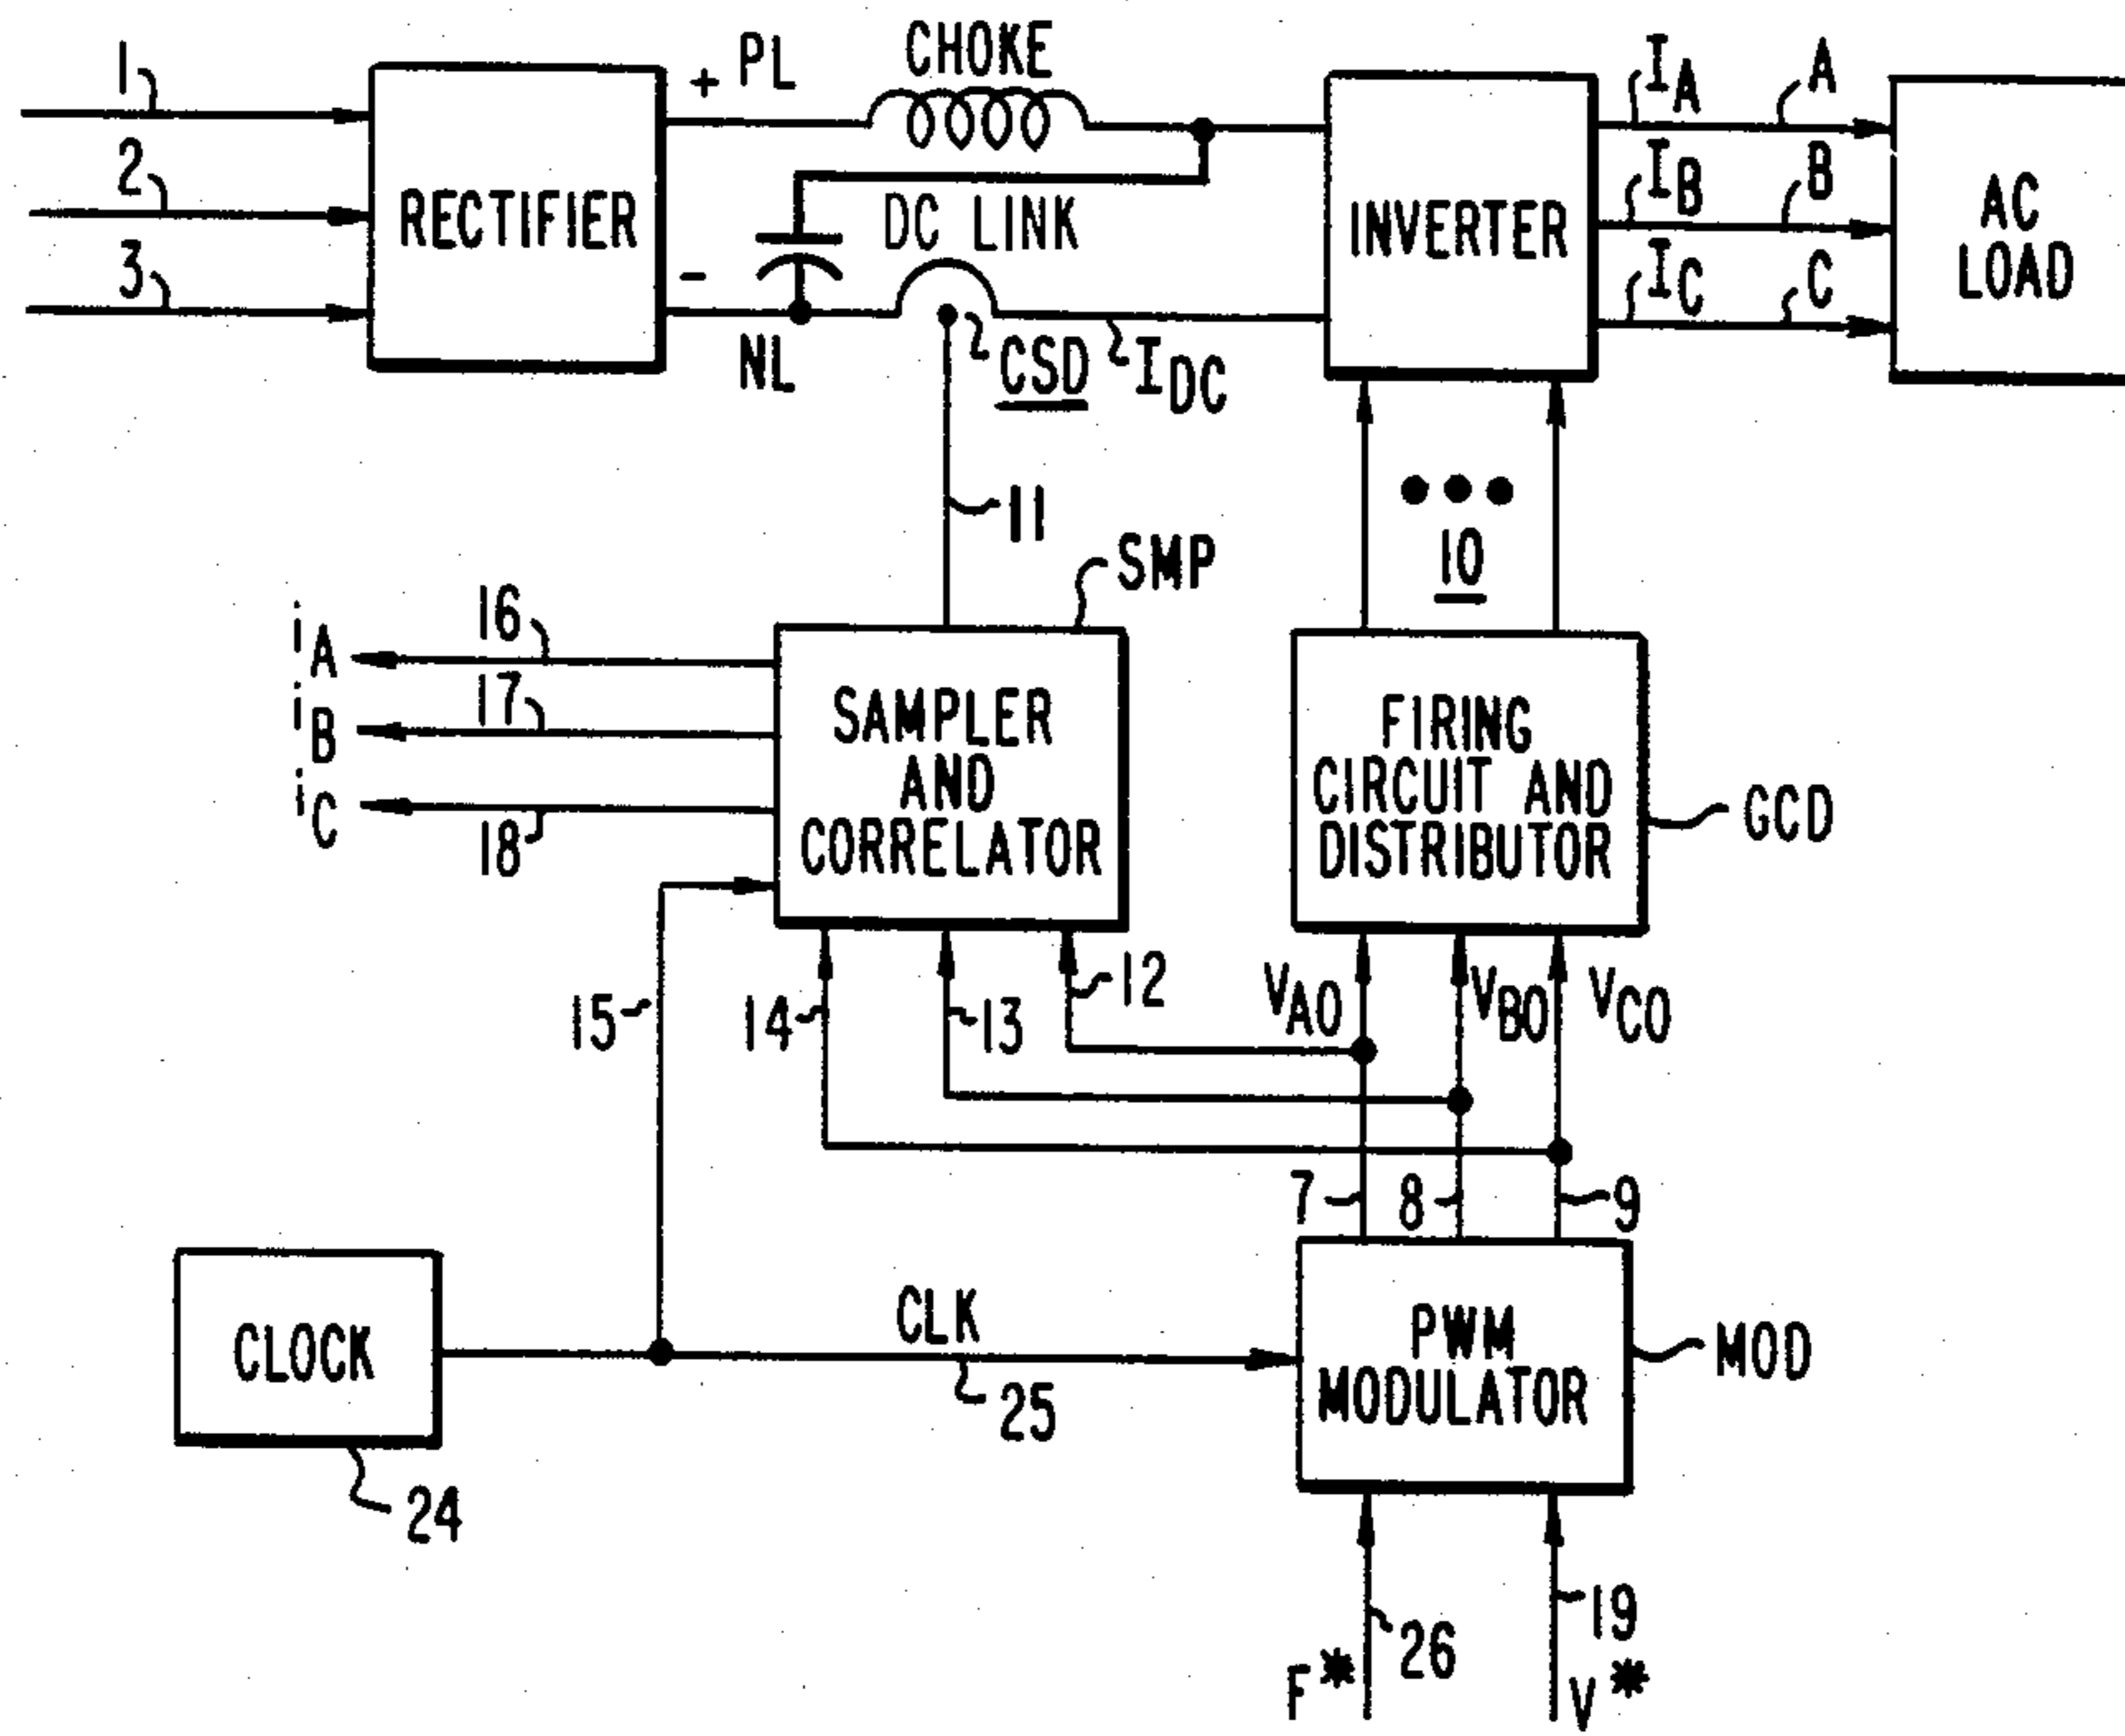 1
2
3
RECTIFIER
+ PL
CHOKE
DC LINK
-
NL
CSD
IDC
INVERTER
IA
A
IB
B
IC
C
AC
LOAD
11
10
SMP
iA
16
iB
17
iC
18
SAMPLER
AND
CORRELATOR
FIRING
CIRCUIT AND
DISTRIBUTOR
GCD
15
14
13
12
VAO
VBO
VCO
7
8
9
CLOCK
24
CLK
25
PWM
MODULATOR
MOD
F*
26
19
V*